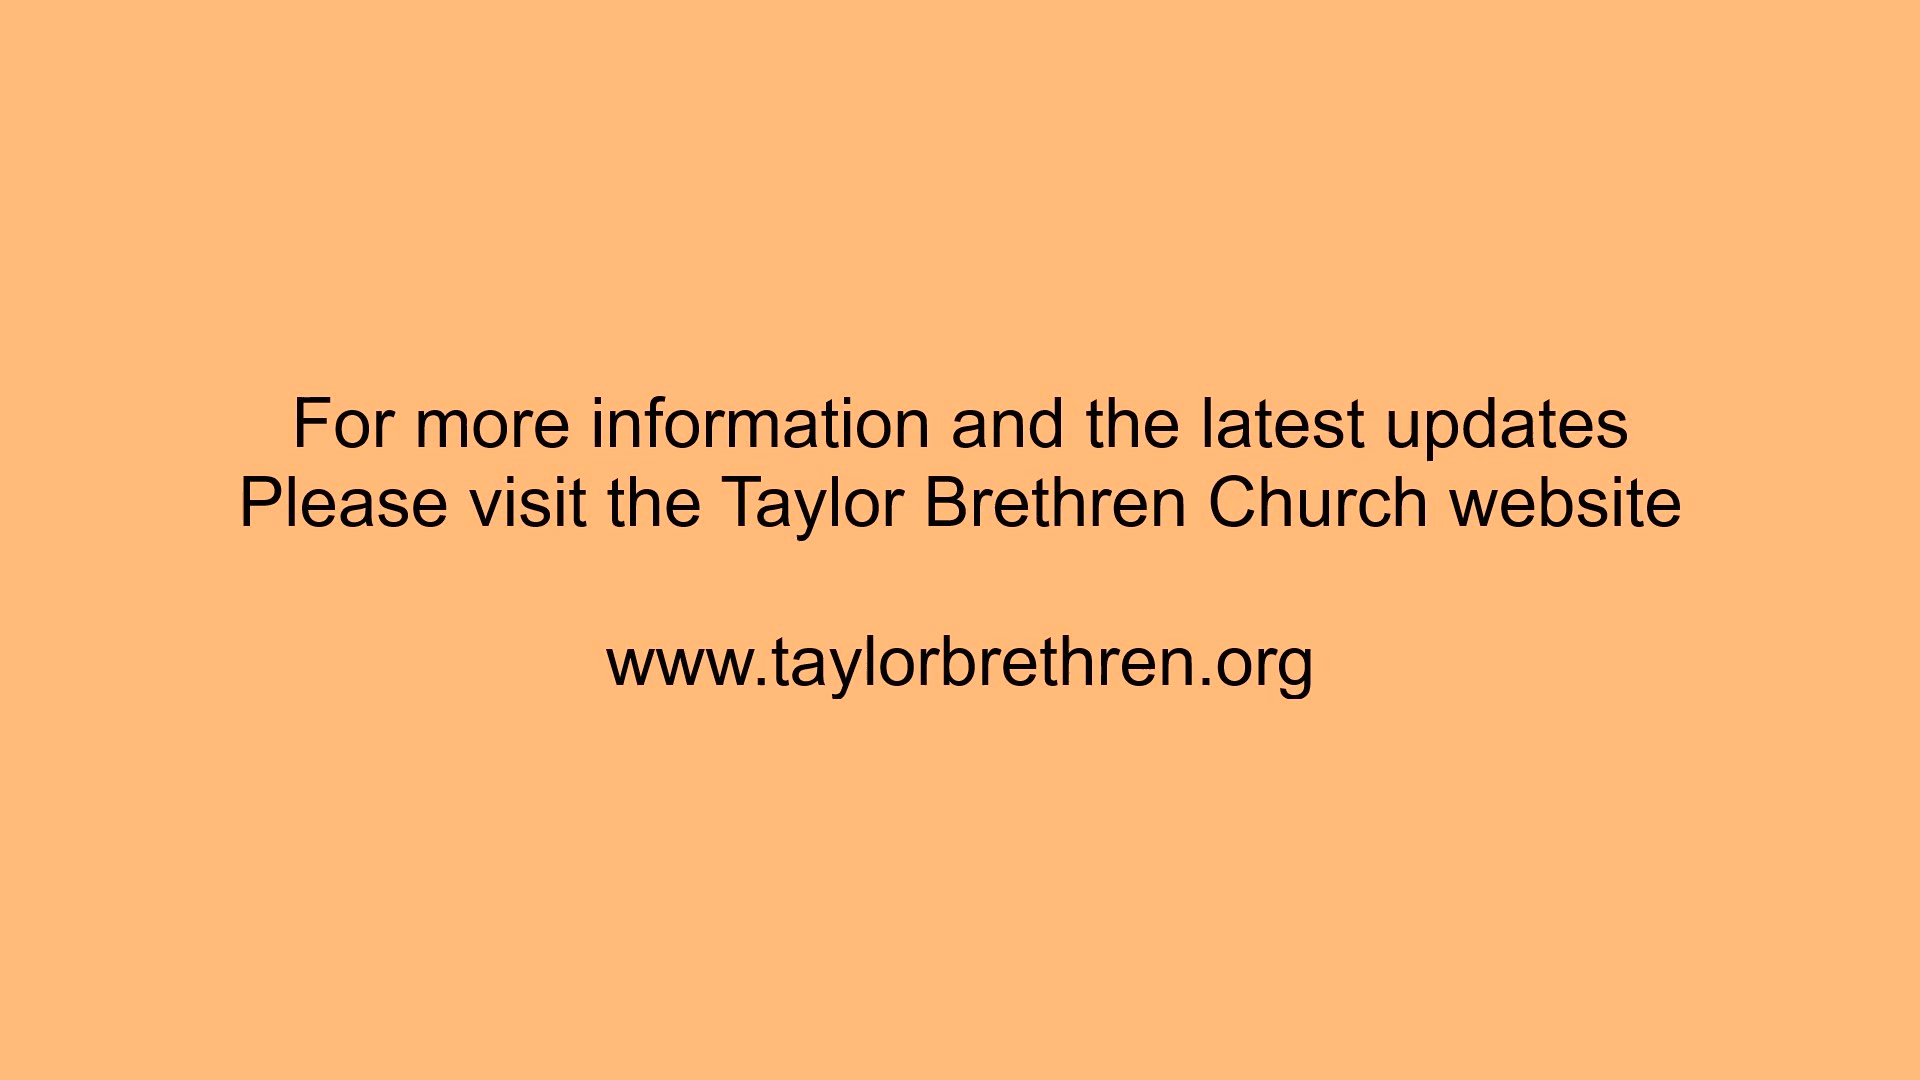 For more information and the latest updates
Please visit the Taylor Brethren Church website
www.taylorbrethren.org